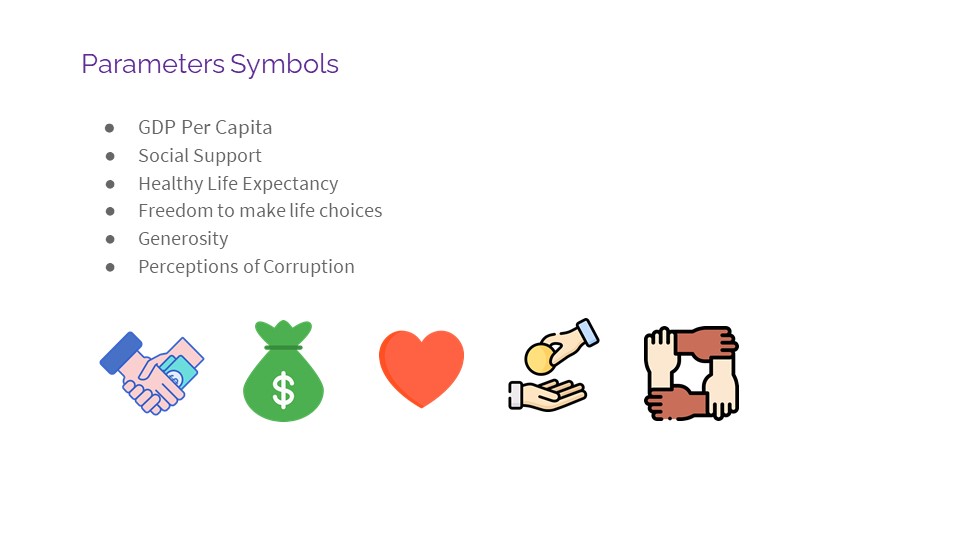 Parameters Symbols
● GDP Per Capita
● Social Support
● Healthy Life Expectancy
● Freedom to make life choices
● Generosity
● Perceptions of Corruption
$